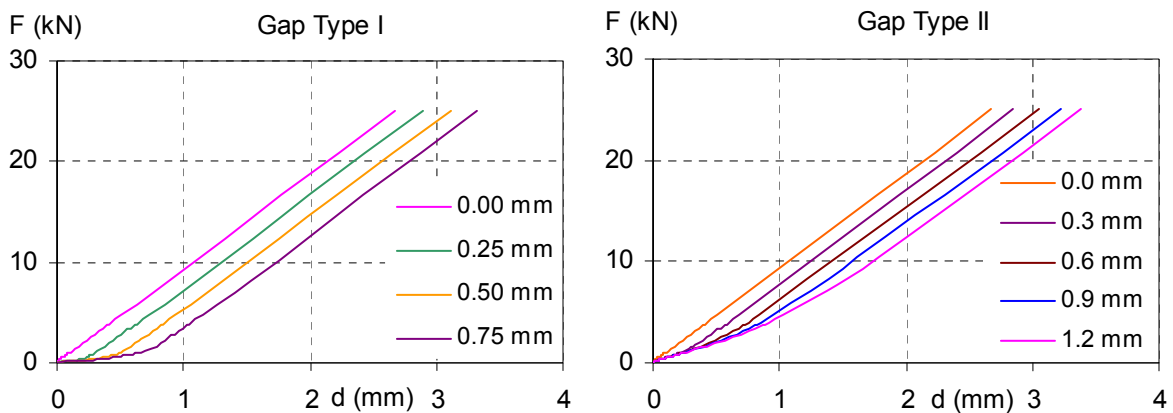 F (kN) Gap Type I
30
20
10
0
0.00 mm
0.25 mm
0.50 mm
0.75 mm
0 1 2 d (mm) 3 4
F (kN) Gap Type II
30
20
10
0
0.0 mm
0.3 mm
0.6 mm
0.9 mm
1.2 mm
0 1 2 d (mm) 3 4